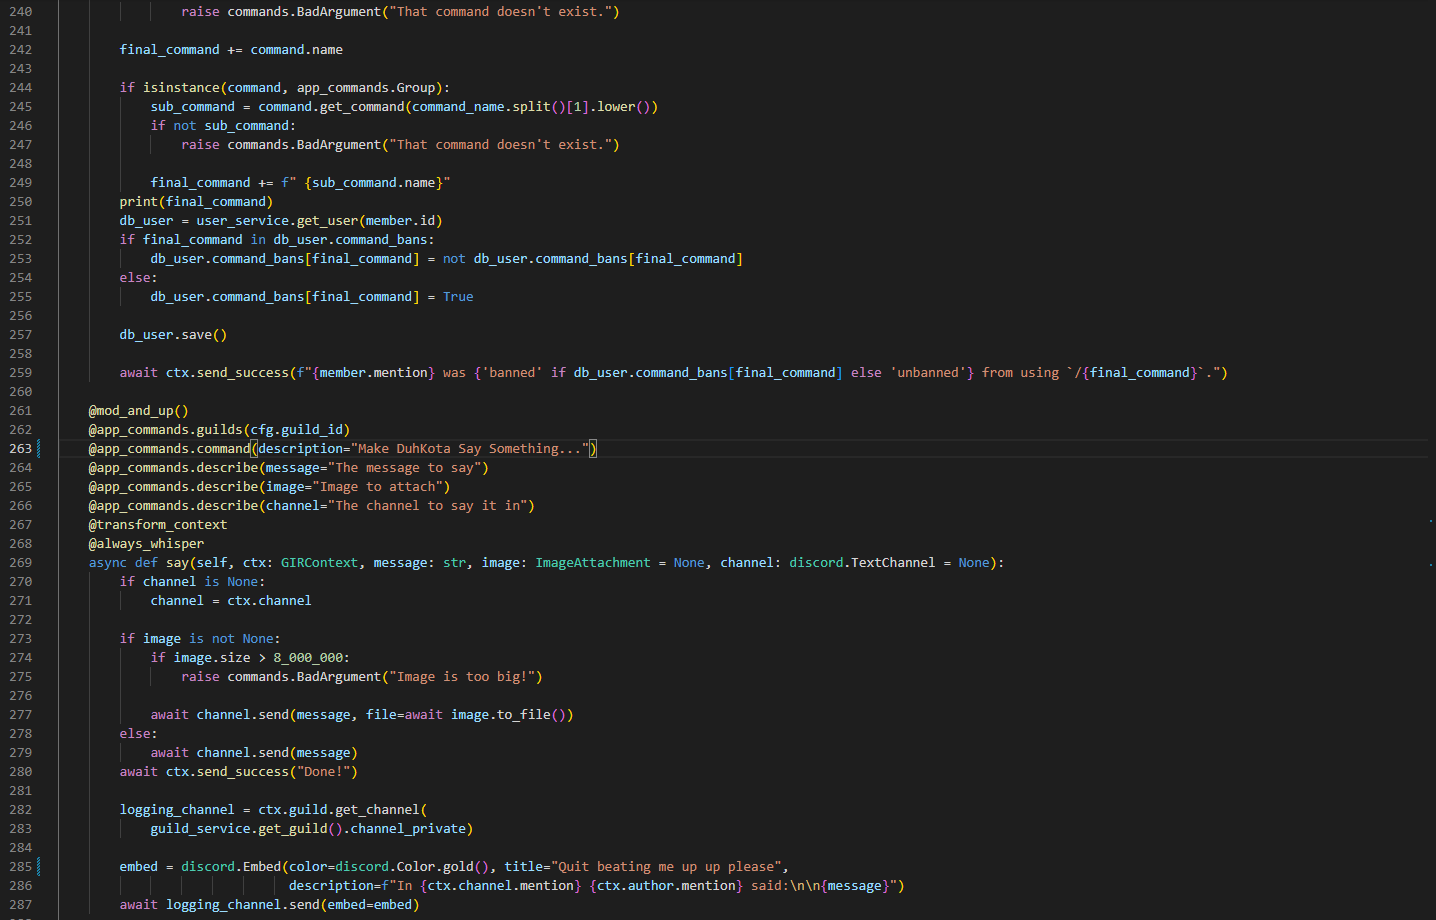 240 raise commands.BadArgument("That command doesn't exist.")
241
242 final_command += command.name
243
244 if isinstance(command, app_commands.Group):
245 sub_command = command.get_command(command_name.split()[1].lower())
246 if not sub_command:
247 raise commands.BadArgument("That command doesn't exist.")
248
249 final_command += f" {sub_command.name}"
250 print(final_command)
251 db_user = user_service.get_user(member.id)
252 if final_command in db_user.command_bans:
253 db_user.command_bans[final_command] = not db_user.command_bans[final_command]
254 else:
255 db_user.command_bans[final_command] = True
256
257 db_user.save()
258
259 await ctx.send_success(f"{member.mention} was {'banned' if db_user.command_bans[final_command] else 'unbanned'} from using `/{final_command}`.")
260
261 @mod_and_up()
262 @app_commands.guilds(cfg.guild_id)
263 @app_commands.command(description="Make DuhKota Say Something...")
264 @app_commands.describe(message="The message to say")
265 @app_commands.describe(image="Image to attach")
266 @app_commands.describe(channel="The channel to say it in")
267 @transform_context
268 @always_whisper
269 async def say(self, ctx: GIRContext, message: str, image: ImageAttachment = None, channel: discord.TextChannel = None):
270 if channel is None:
271 channel = ctx.channel
272
273 if image is not None:
274 if image.size > 8_000_000:
275 raise commands.BadArgument("Image is too big!")
276
277 await channel.send(message, file=await image.to_file())
278 else:
279 await channel.send(message)
280 await ctx.send_success("Done!")
281
282 logging_channel = ctx.guild.get_channel(
283 guild_service.get_guild().channel_private)
284
285 embed = discord.Embed(color=discord.Color.gold(), title="Quit beating me up up please",
286 description=f"In {ctx.channel.mention} {ctx.author.mention} said:\n\n{message}")
287 await logging_channel.send(embed=embed)